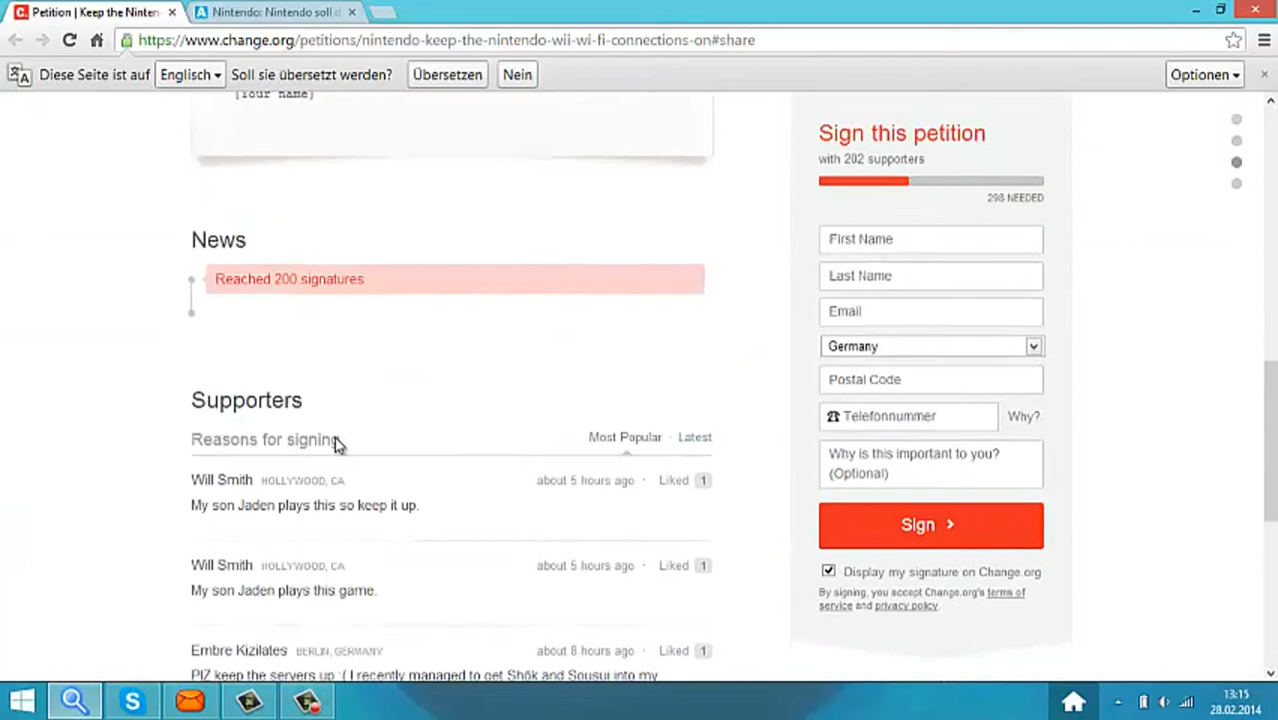 Petition | Keep the Ninten
Nintendo: Nintendo soll d
https://www.change.org/petitions/nintendo-keep-the-nintendo-wii-wi-fi-connections-on#share
Diese Seite ist auf Englisch Soll sie übersetzt werden? Übersetzen Nein Optionen
[Your name]
Sign this petition
with 202 supporters
298 NEEDED
First Name
Last Name
Email
Germany
Postal Code
Telefonnummer Why?
Why is this important to you?
(Optional)
Sign
Display my signature on Change.org
By signing, you accept Change.org's terms of
service and privacy policy.
News
Reached 200 signatures
Supporters
Reasons for signing Most Popular · Latest
Will Smith HOLLYWOOD, CA about 5 hours ago · Liked 1
My son Jaden plays this so keep it up.
Will Smith HOLLYWOOD, CA about 5 hours ago · Liked 1
My son Jaden plays this game.
Embre Kizilates BERLIN, GERMANY about 8 hours ago · Liked 1
PlZ keep the servers up :( I recently managed to get Shök and Sousui into my
13:15
28.02.2014